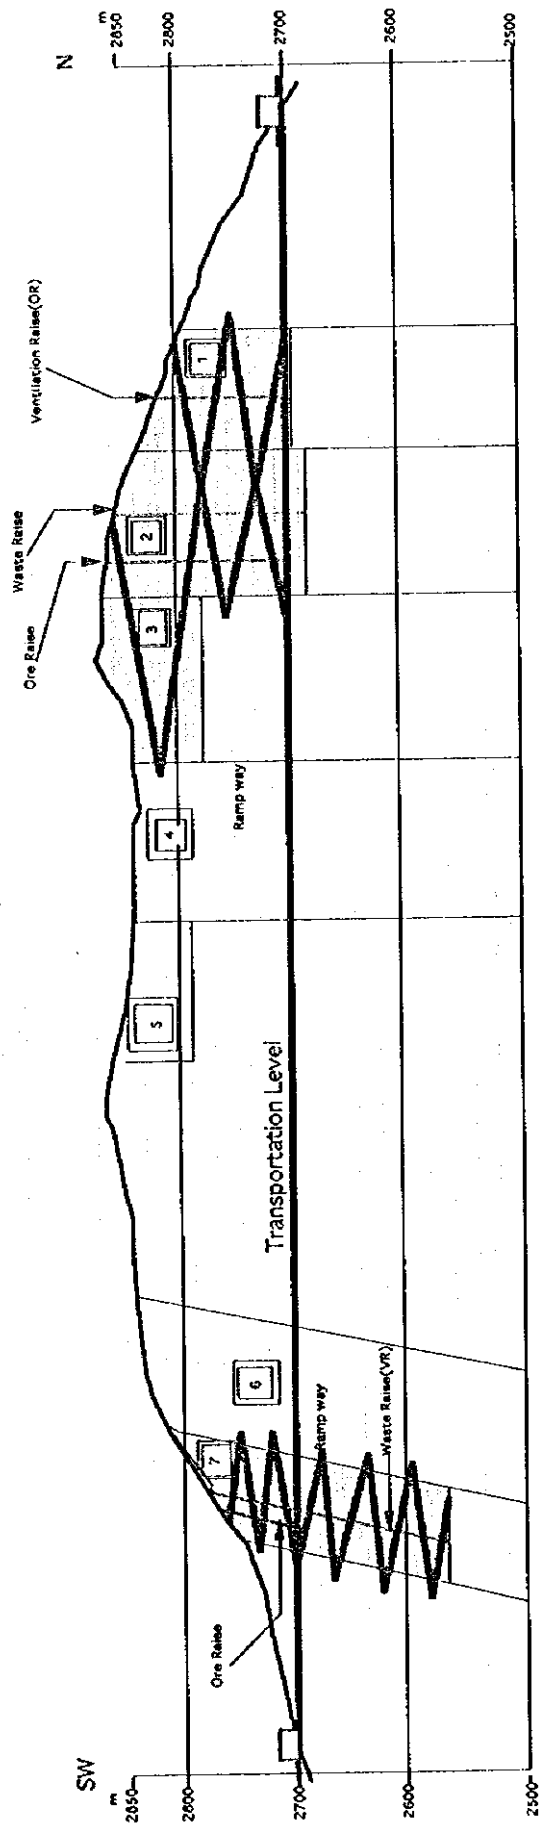 SW
N
m
2850
2800
2700
2600
2500
m
2850
2800
2700
2600
2500
Ore Raise
Waste Raise
Ventilation Raise(OR)
7
6
5
4
3
2
1
Ramp way
Transportation Level
Ramp way
Waste Raise(VR)
Ore Raise